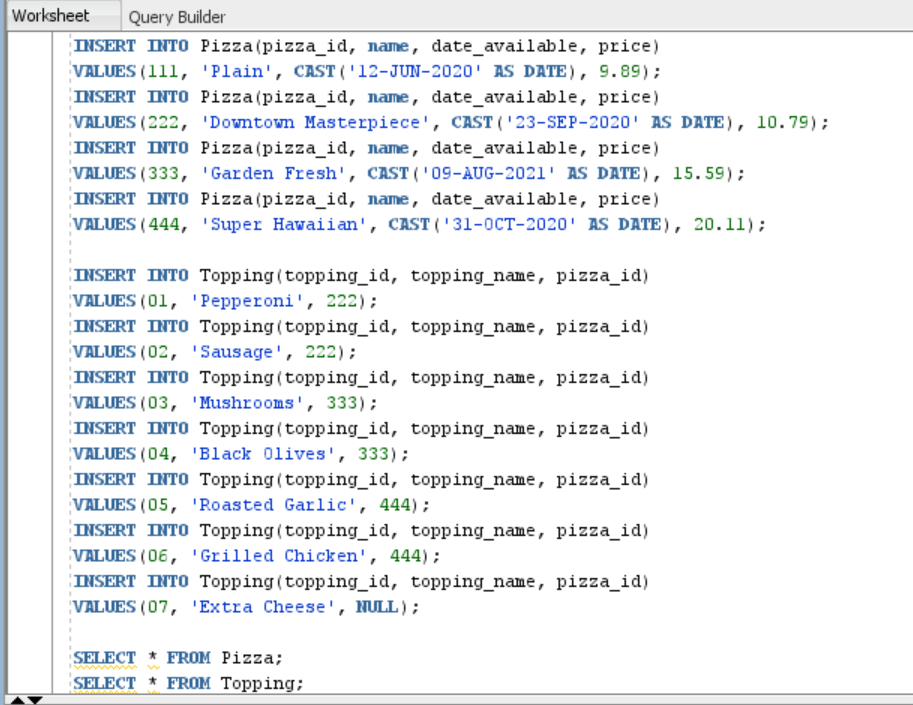 Worksheet Query Builder
INSERT INTO Pizza(pizza_id, name, date_available, price)
VALUES(111, 'Plain', CAST('12-JUN-2020' AS DATE), 9.89);
INSERT INTO Pizza(pizza_id, name, date_available, price)
VALUES(222, 'Downtown Masterpiece', CAST('23-SEP-2020' AS DATE), 10.79);
INSERT INTO Pizza(pizza_id, name, date_available, price)
VALUES(333, 'Garden Fresh', CAST('09-AUG-2021' AS DATE), 15.59);
INSERT INTO Pizza(pizza_id, name, date_available, price)
VALUES(444, 'Super Hawaiian', CAST('31-OCT-2020' AS DATE), 20.11);
INSERT INTO Topping(topping_id, topping_name, pizza_id)
VALUES(01, 'Pepperoni', 222);
INSERT INTO Topping(topping_id, topping_name, pizza_id)
VALUES(02, 'Sausage', 222);
INSERT INTO Topping(topping_id, topping_name, pizza_id)
VALUES(03, 'Mushrooms', 333);
INSERT INTO Topping(topping_id, topping_name, pizza_id)
VALUES(04, 'Black Olives', 333);
INSERT INTO Topping(topping_id, topping_name, pizza_id)
VALUES(05, 'Roasted Garlic', 444);
INSERT INTO Topping(topping_id, topping_name, pizza_id)
VALUES(06, 'Grilled Chicken', 444);
INSERT INTO Topping(topping_id, topping_name, pizza_id)
VALUES(07, 'Extra Cheese', NULL);
SELECT * FROM Pizza;
SELECT * FROM Topping;